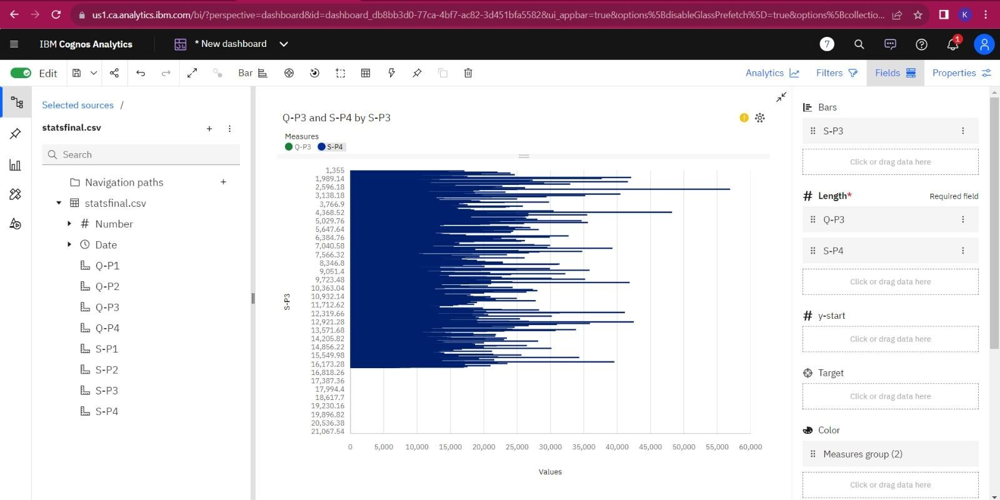 us1.ca.analytics.ibm.com/bi/?perspective=dashboard&id=dashboard_db8bb3d0-77ca-4bf7-ac82-3d451bfa5582&ui_appbar=true&options%5BdisableGlassPrefetch%5D=true&options%5Bcollectio...
K
IBM Cognos Analytics
* New dashboard
7
1
Edit
Bar
Analytics
Filters
Fields
Properties
Selected sources /
statsfinal.csv
Search
Navigation paths
statsfinal.csv
# Number
Date
Q-P1
Q-P2
Q-P3
Q-P4
S-P1
S-P2
S-P3
S-P4
Q-P3 and S-P4 by S-P3
Measures
Q-P3 S-P4
S-P3
1,355
1,989.14
2,596.18
3,138.18
3,766.9
4,368.52
5,029.76
5,647.64
6,384.76
7,040.58
7,566.32
8,346.8
9,051.4
9,723.48
10,363.04
10,932.14
11,712.62
12,319.66
12,921.28
13,571.68
14,205.82
14,856.22
15,549.98
16,173.28
16,818.26
17,387.36
17,994.4
18,617.7
19,230.16
19,896.82
20,536.38
21,067.54
0 5,000 10,000 15,000 20,000 25,000 30,000 35,000 40,000 45,000 50,000 55,000 60,000
Values
Bars
S-P3
Click or drag data here
# Length* Required field
Q-P3
S-P4
Click or drag data here
# y-start
Click or drag data here
Target
Click or drag data here
Color
Measures group (2)
Click or drag data here